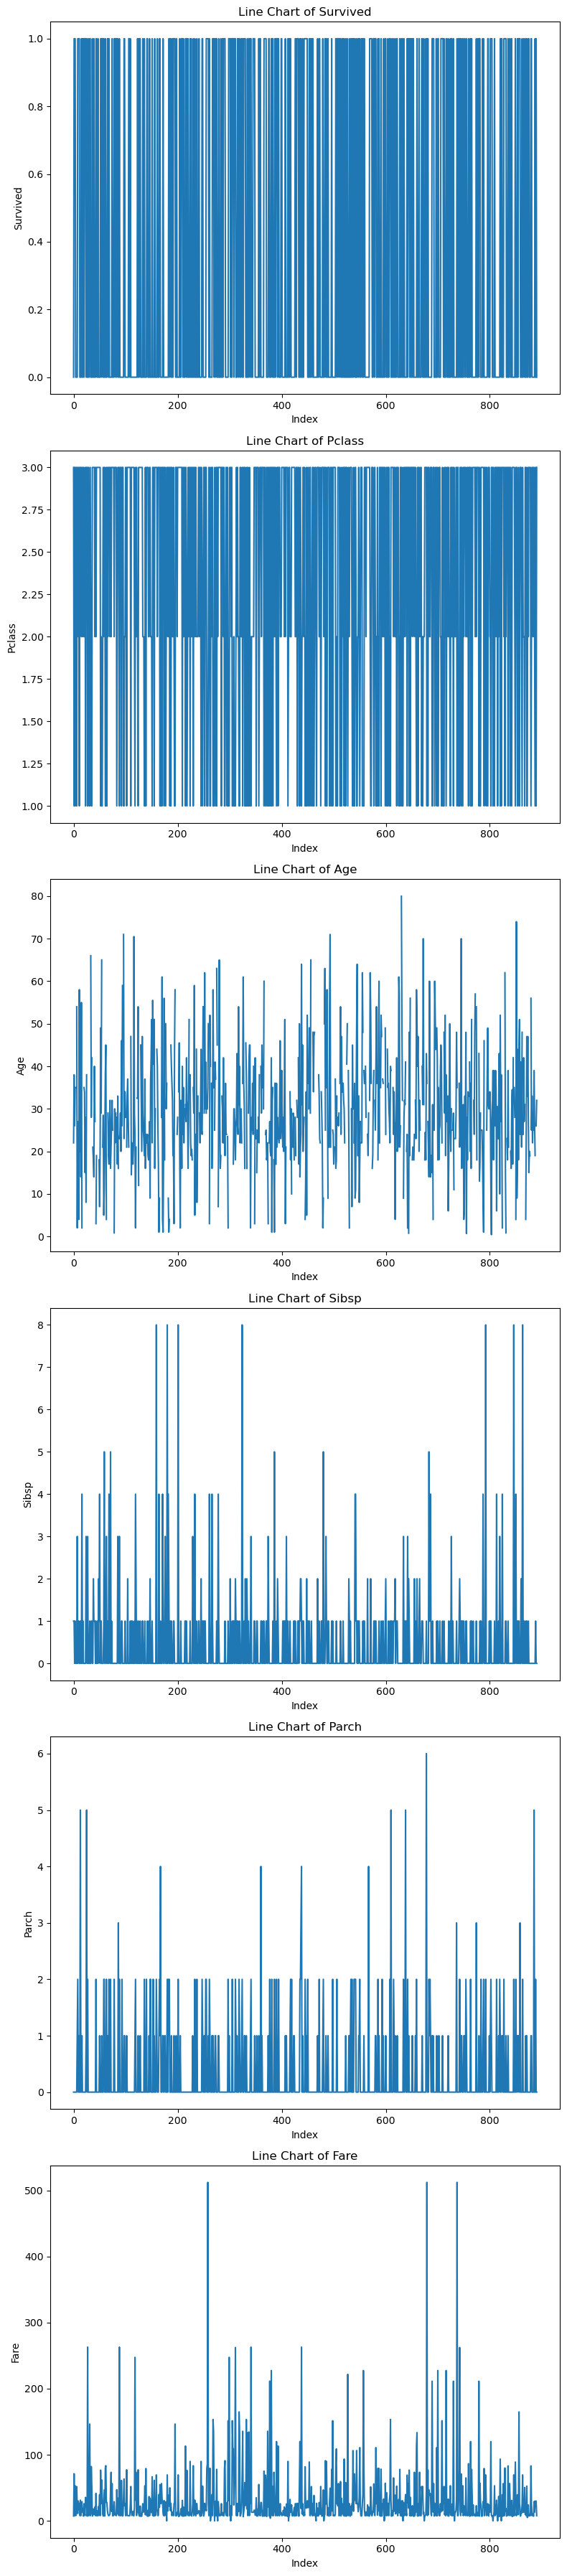 Line Chart of Survived
1.0
0.8
0.6
0.4
0.2
0.0
Survived
0 200 400 600 800
Index
Line Chart of Pclass
3.00
2.75
2.50
2.25
2.00
1.75
1.50
1.25
1.00
Pclass
0 200 400 600 800
Index
Line Chart of Age
80
70
60
50
40
30
20
10
0
Age
0 200 400 600 800
Index
Line Chart of Sibsp
8
7
6
5
4
3
2
1
0
Sibsp
0 200 400 600 800
Index
Line Chart of Parch
6
5
4
3
2
1
0
Parch
0 200 400 600 800
Index
Line Chart of Fare
500
400
300
200
100
0
Fare
0 200 400 600 800
Index